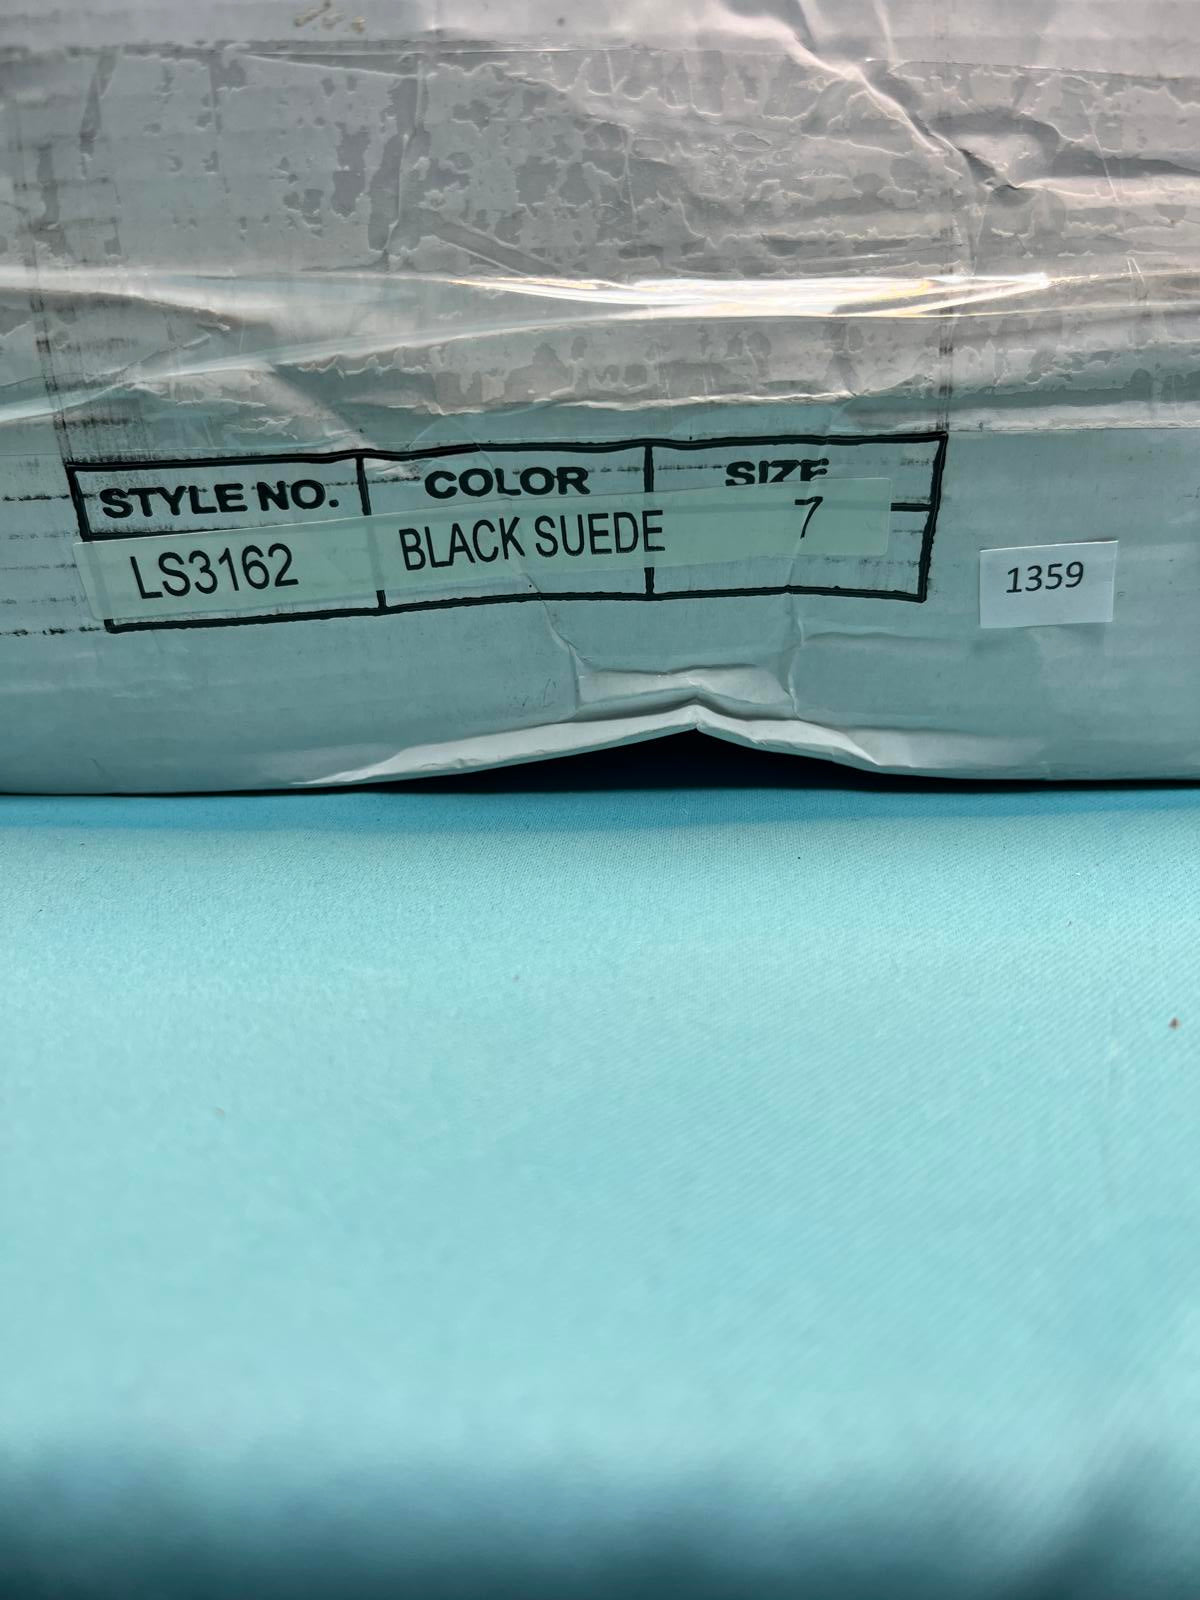 STYLE NO. COLOR SIZE
LS3162 BLACK SUEDE 7
1359